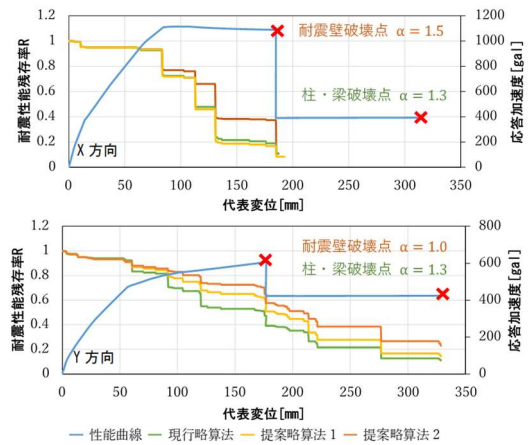 1.2
1
0.8
0.6
0.4
0.2
0
耐震性能残存率R
1200
1000
800
600
400
200
0
応答加速度[gal]
耐震壁破壊点 α = 1.5
柱・梁破壊点 α = 1.3
X 方向
0 50 100 150 200 250 300 350
代表変位[mm]
1.2
1
0.8
0.6
0.4
0.2
0
耐震性能残存率R
800
600
400
200
0
応答加速度[gal]
耐震壁破壊点 α = 1.0
柱・梁破壊点 α = 1.3
Y 方向
0 50 100 150 200 250 300 350
代表変位[mm]
性能曲線 現行略算法 提案略算法 1 提案略算法 2